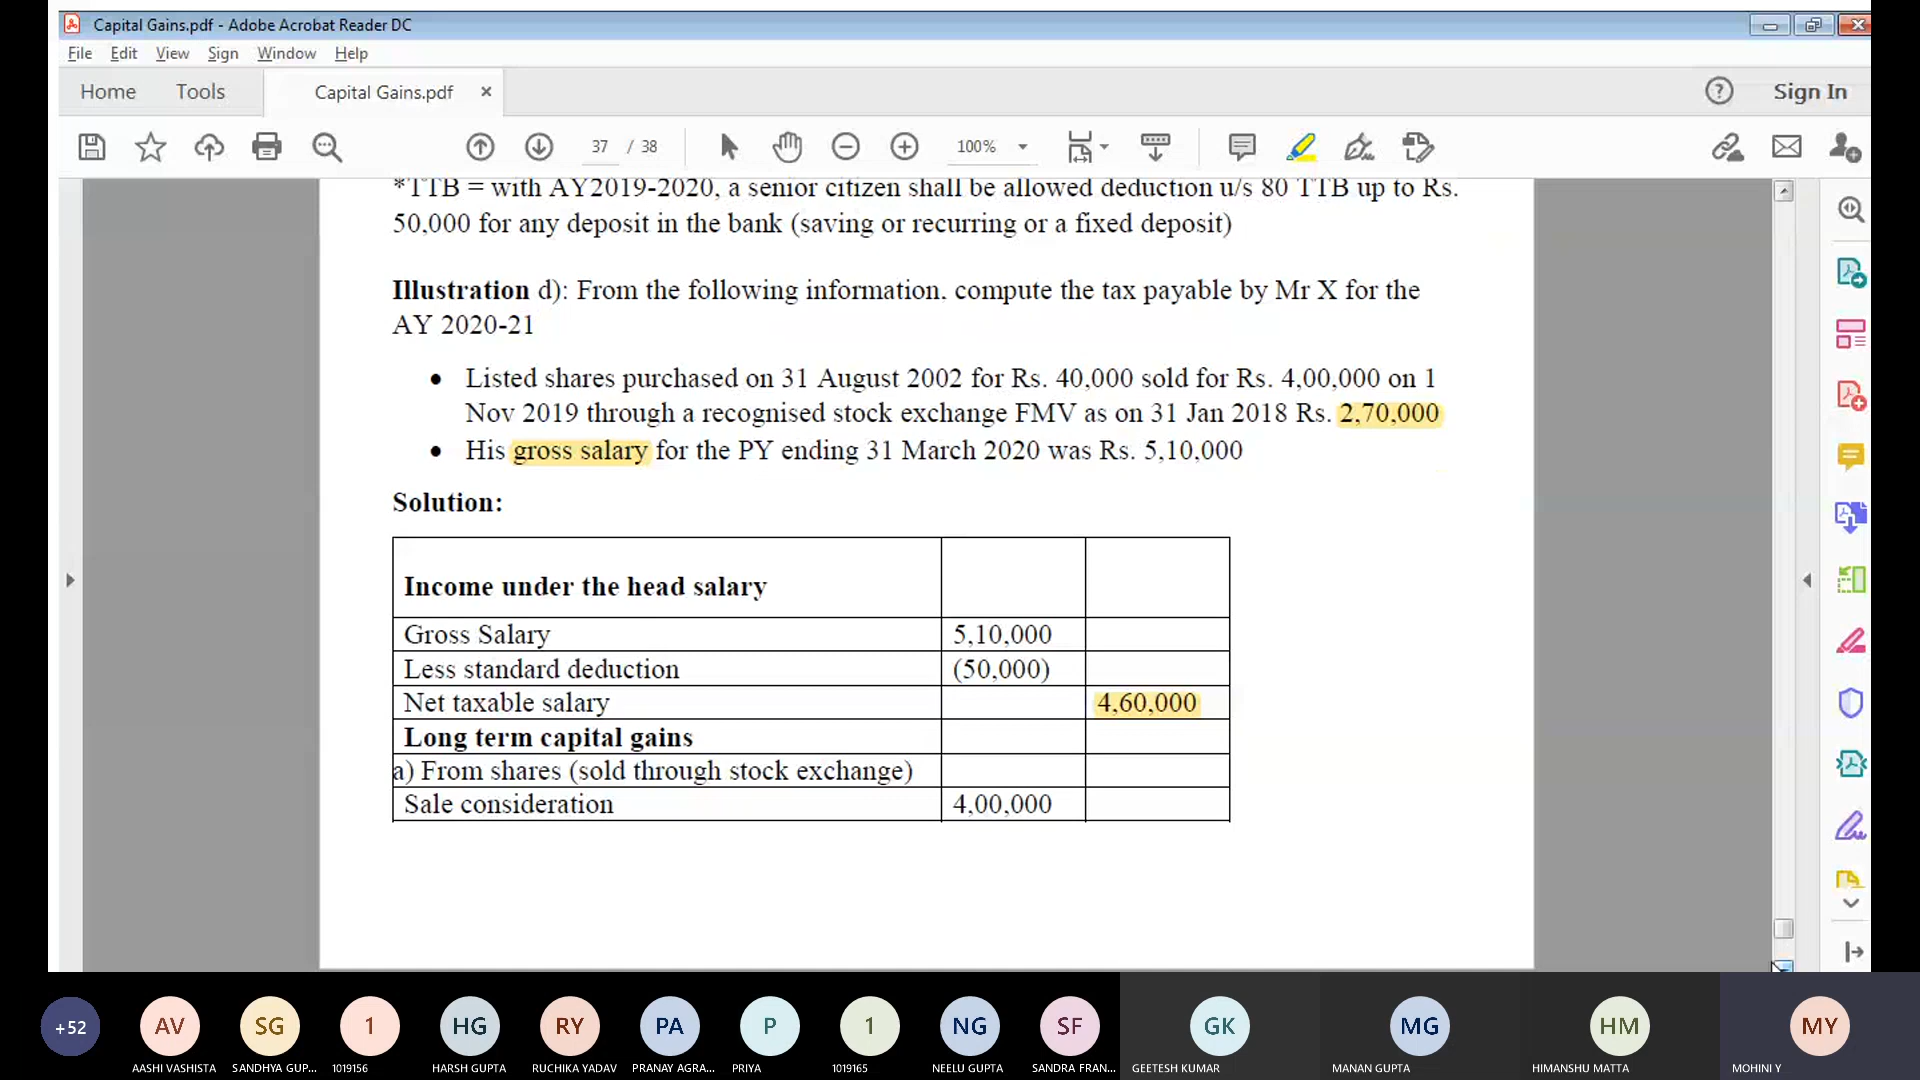 Capital Gains.pdf - Adobe Acrobat Reader DC
File Edit View Sign Window Help
Home Tools Capital Gains.pdf × ? Sign In
37 / 38 100%
*TTB = with AY2019-2020, a senior citizen shall be allowed deduction u/s 80 TTB up to Rs.
50,000 for any deposit in the bank (saving or recurring or a fixed deposit)
Illustration d): From the following information, compute the tax payable by Mr X for the
AY 2020-21
• Listed shares purchased on 31 August 2002 for Rs. 40,000 sold for Rs. 4,00,000 on 1
Nov 2019 through a recognised stock exchange FMV as on 31 Jan 2018 Rs. 2,70,000
• His gross salary for the PY ending 31 March 2020 was Rs. 5,10,000
Solution:
Income under the head salary
Gross Salary 5,10,000
Less standard deduction (50,000)
Net taxable salary 4,60,000
Long term capital gains
a) From shares (sold through stock exchange)
Sale consideration 4,00,000
+52 AV SG 1 HG RY PA P 1 NG SF GK MG HM MY
AASHI VASHISTA SANDHYA GUP... 1019156 HARSH GUPTA RUCHIKA YADAV PRANAY AGRA... PRIYA 1019165 NEELU GUPTA SANDRA FRAN... GEETESH KUMAR MANAN GUPTA HIMANSHU MATTA MOHINI Y